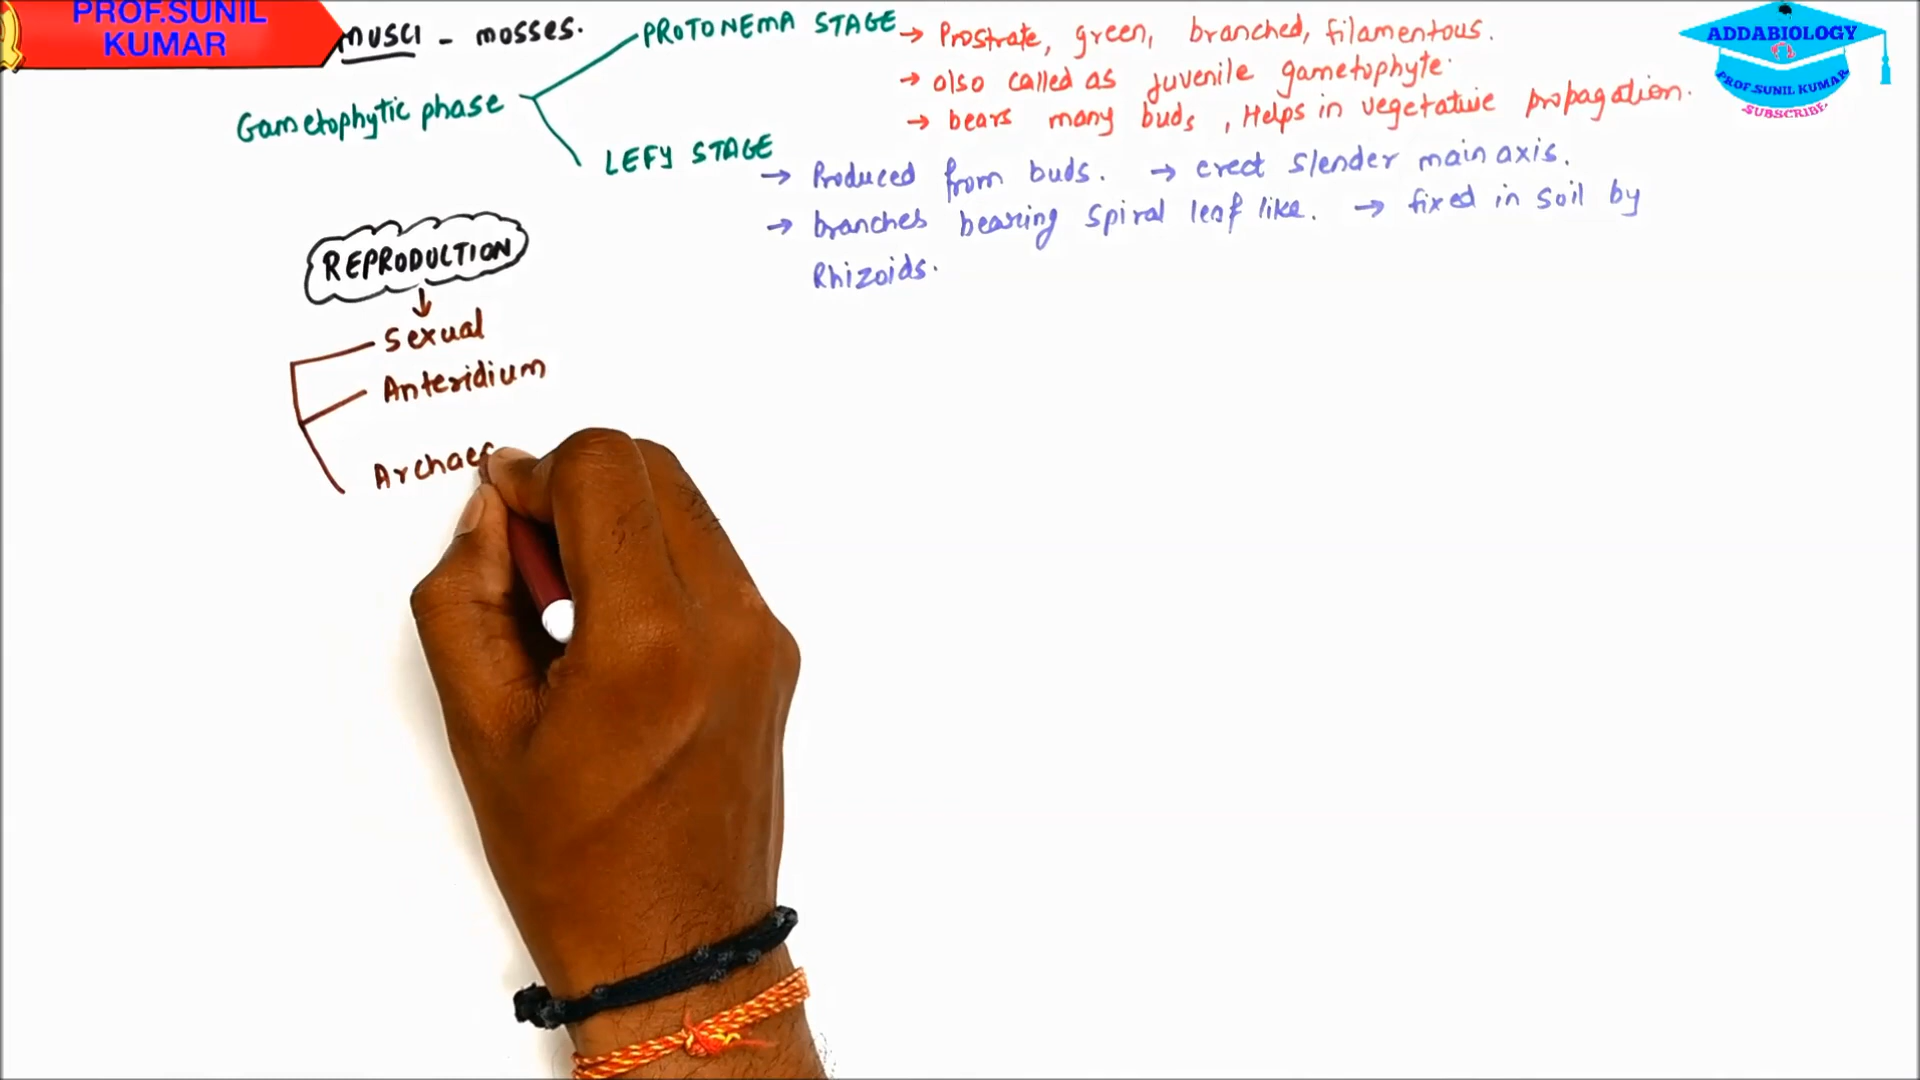 PROF.SUNIL
KUMAR
MUSCI - mosses.
Gametophytic phase
PROTONEMA STAGE
→ Prostrate, green, branched, filamentous.
→ also called as juvenile gametophyte.
→ bears many buds, Helps in vegetative propagation.
LEFY STAGE
→ Produced from buds. → erect slender main axis.
→ branches bearing spiral leaf like. → fixed in soil by
Rhizoids.
REPRODUCTION
↓
Sexual
Anteridium
Archaeg
ADDABIOLOGY
PROF.SUNIL KUMAR
SUBSCRIBE